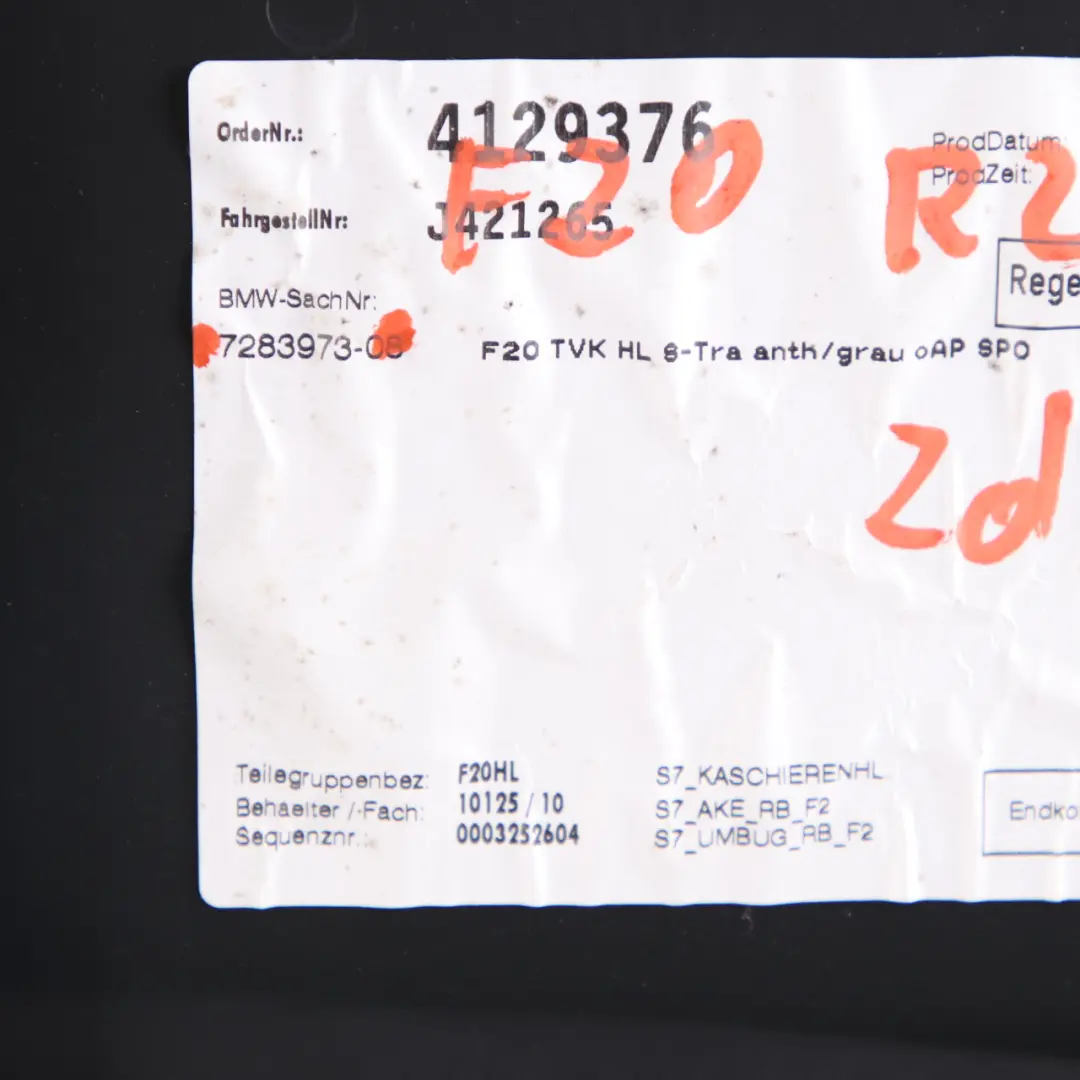 OrderNr.: 4129376
ProdDatum:
ProdZeit:
F20 R2
FahrgestellNr: J421265
BMW-SachNr:
7283973-08 F20 TVK HL S-Tra anth/grau oAP SPO
Rege
Zd
Teilegruppenbez: F20HL S7_KASCHIERENHL
Behaelter /-Fach: 10125 / 10 S7_AKE_RB_F2
Sequenznr.: 0003252604 S7_UMBUG_RB_F2
Endko